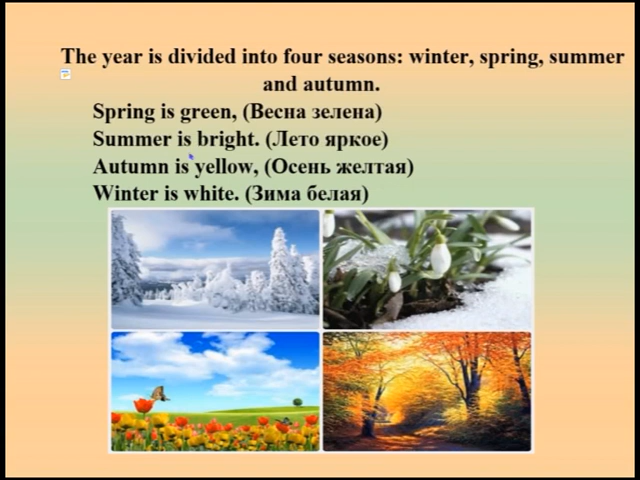 The year is divided into four seasons: winter, spring, summer
and autumn.
Spring is green, (Весна зелена)
Summer is bright. (Лето яркое)
Autumn is yellow, (Осень желтая)
Winter is white. (Зима белая)